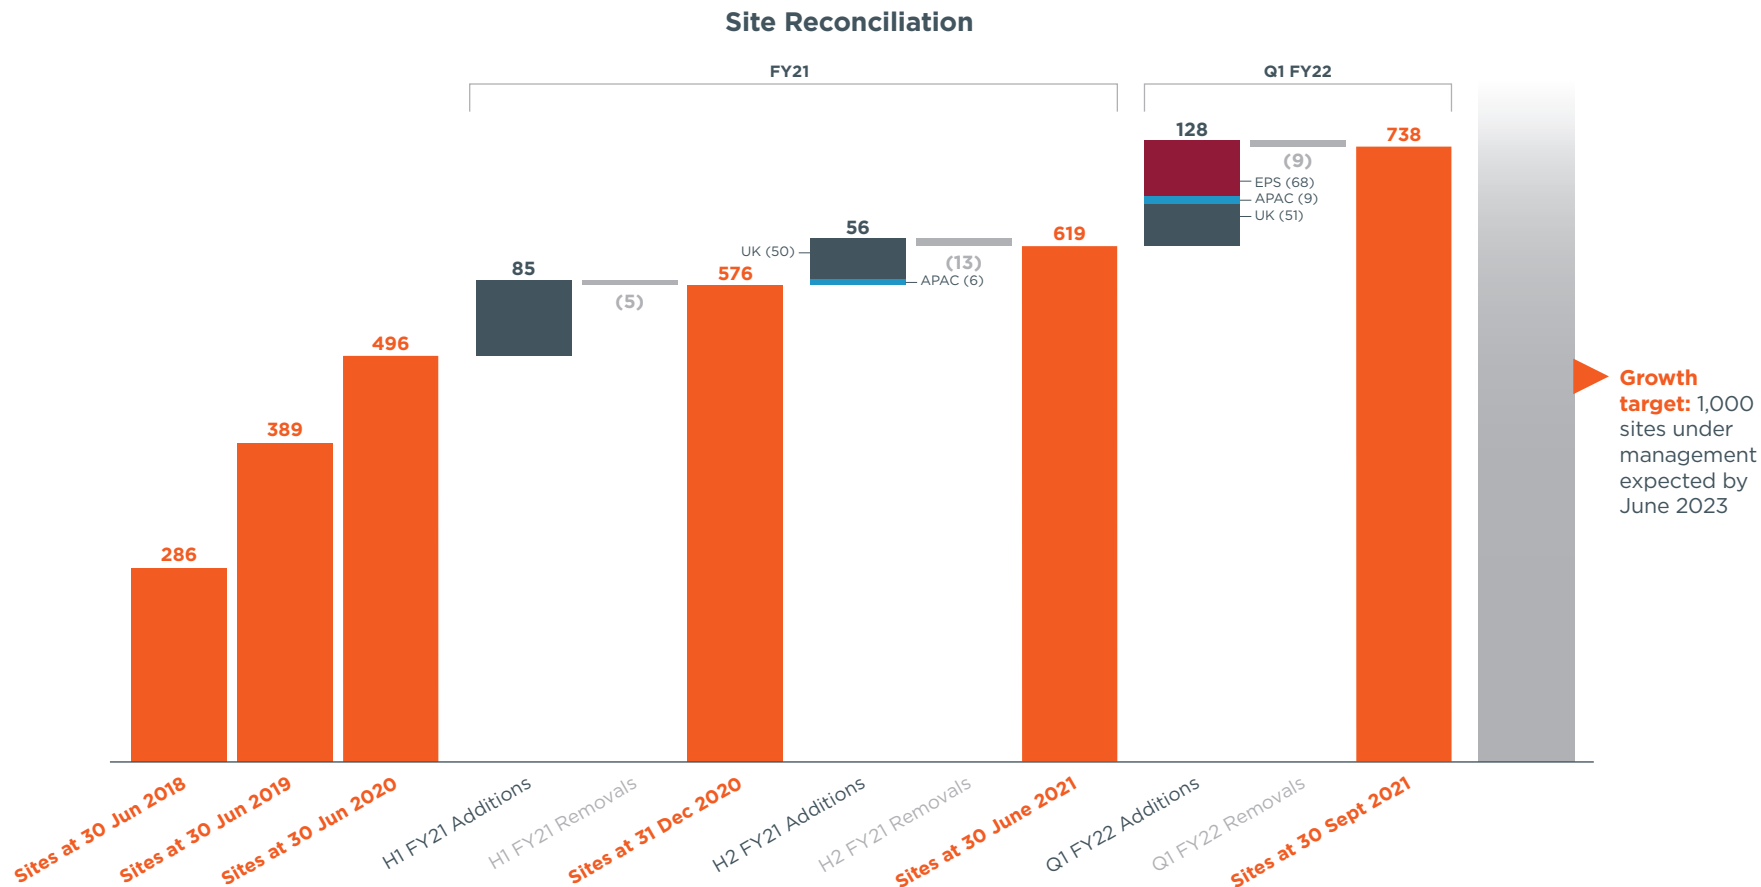 Site Reconciliation
FY21
Q1 FY22
286
389
496
85
(5)
576
UK (50)
56
APAC (6)
(13)
619
128
EPS (68)
APAC (9)
UK (51)
(9)
738
Growth
target: 1,000
sites under
management
expected by
June 2023
Sites at 30 Jun 2018
Sites at 30 Jun 2019
Sites at 30 Jun 2020
H1 FY21 Additions
H1 FY21 Removals
Sites at 31 Dec 2020
H2 FY21 Additions
H2 FY21 Removals
Sites at 30 June 2021
Q1 FY22 Additions
Q1 FY22 Removals
Sites at 30 Sept 2021